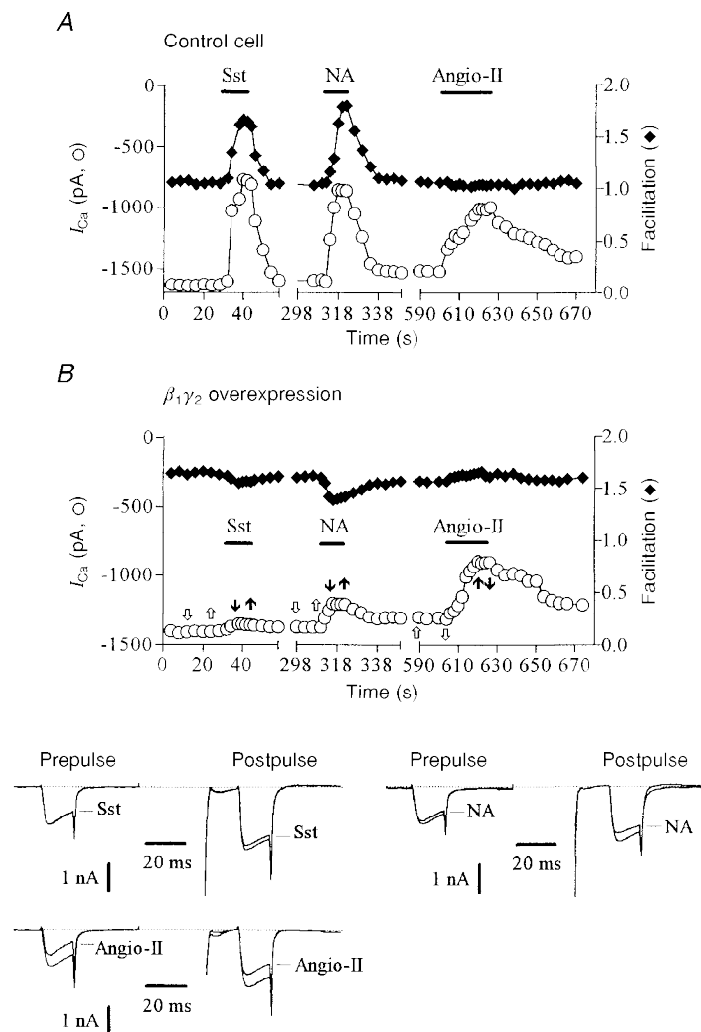 A
Control cell
Sst
NA
Angio-II
0
-500
-1000
-1500
I Ca (pA, O)
2.0
1.5
1.0
0.5
0.0
Facilitation (◆)
0 20 40 298 318 338 590 610 630 650 670
Time (s)
B
β1γ2 overexpression
0
-500
-1000
-1500
I Ca (pA, O)
Sst
NA
Angio-II
2.0
1.5
1.0
0.5
0.0
Facilitation (◆)
0 20 40 298 318 338 590 610 630 650 670
Time (s)
Prepulse
Postpulse
Prepulse
Postpulse
Sst
Sst
NA
NA
20 ms
20 ms
1 nA
1 nA
Angio-II
Angio-II
20 ms
1 nA